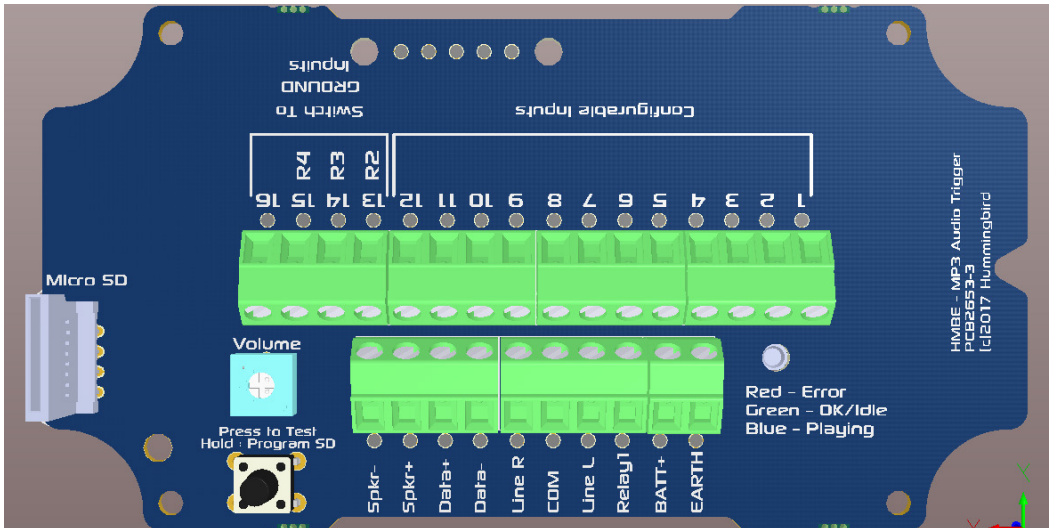 Switch To
GROUND
Inputs
Configurable Inputs
R4 R3 R2
16 15 14 13 12 11 10 9 8 7 6 5 4 3 2 1
Micro SD
Volume
Press to Test
Hold : Program SD
Red - Error
Green - OK/Idle
Blue - Playing
Spkr-
Spkr+
Data+
Data-
Line R
COM
Line L
Relay1
BATT+
EARTH
HMBE - MP3 Audio Trigger
PCB2653-3
(c)2017 Hummingbird
Y
X